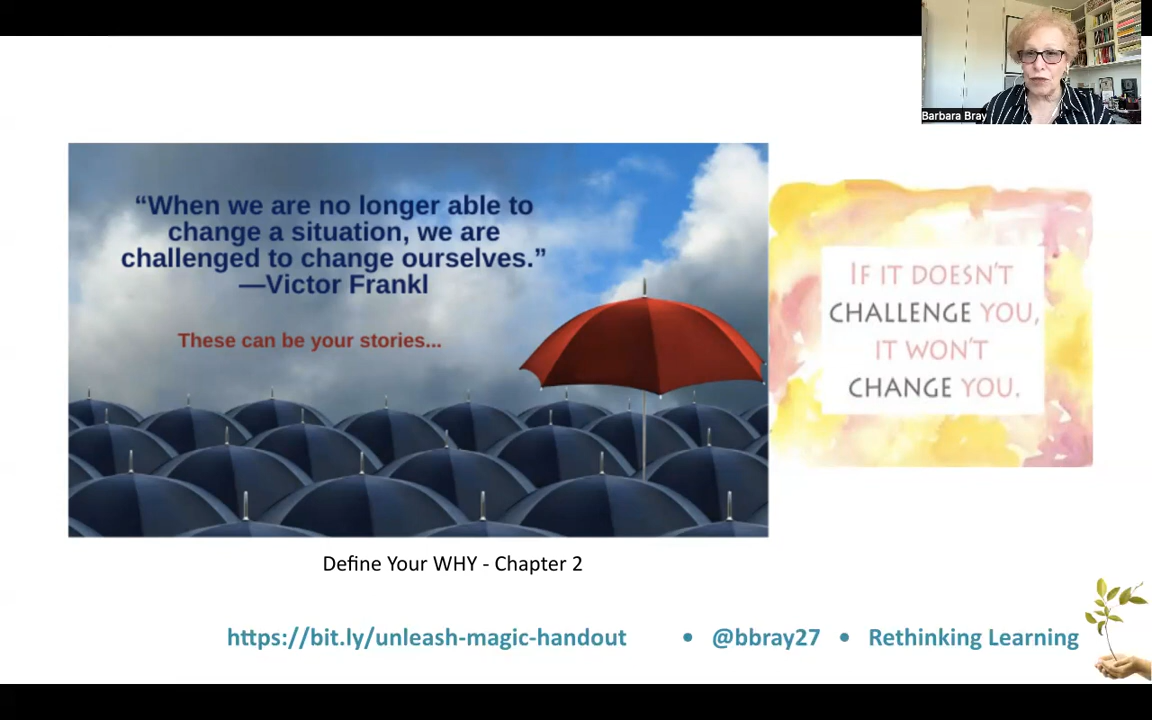 Barbara Bray
“When we are no longer able to
change a situation, we are
challenged to change ourselves.”
—Victor Frankl
These can be your stories...
IF IT DOESN'T
CHALLENGE YOU,
IT WON'T
CHANGE YOU.
Define Your WHY - Chapter 2
https://bit.ly/unleash-magic-handout • @bbray27 • Rethinking Learning